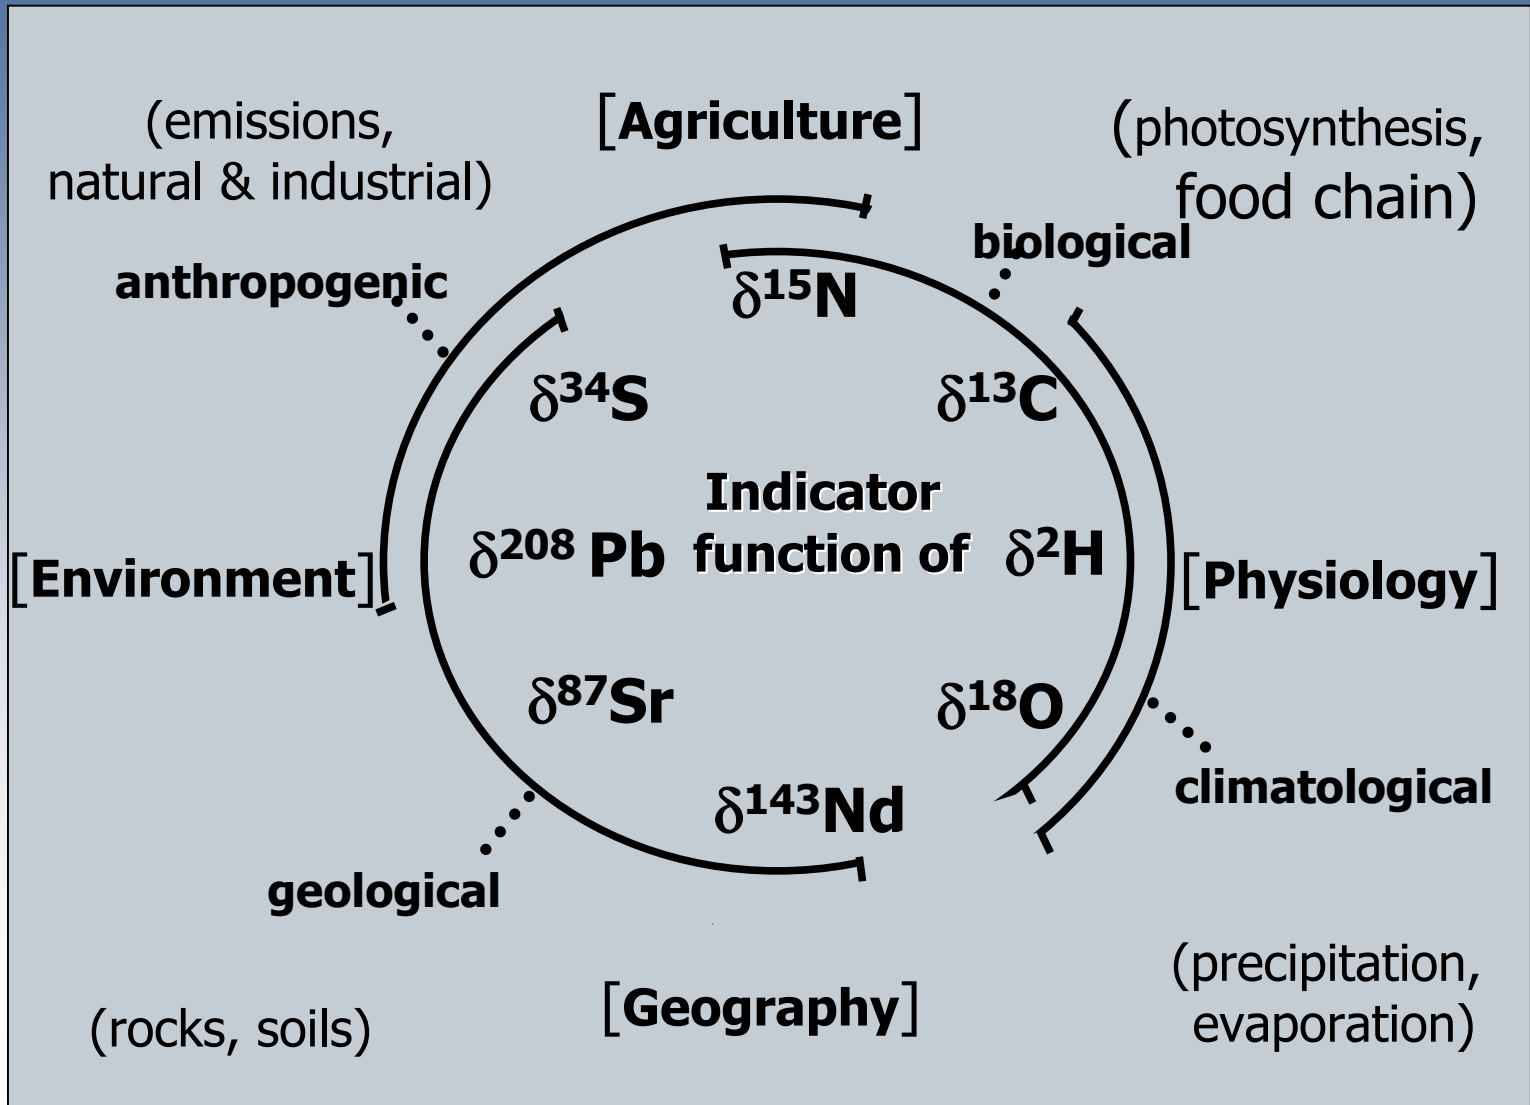 (emissions,
natural & industrial)
[Agriculture]
(photosynthesis,
food chain)
anthropogenic
biological
δ¹⁵N
δ³⁴S
δ¹³C
Indicator
function of
δ²⁰⁸ Pb
δ²H
[Environment]
[Physiology]
δ⁸⁷Sr
δ¹⁸O
δ¹⁴³Nd
climatological
geological
(precipitation,
evaporation)
[Geography]
(rocks, soils)